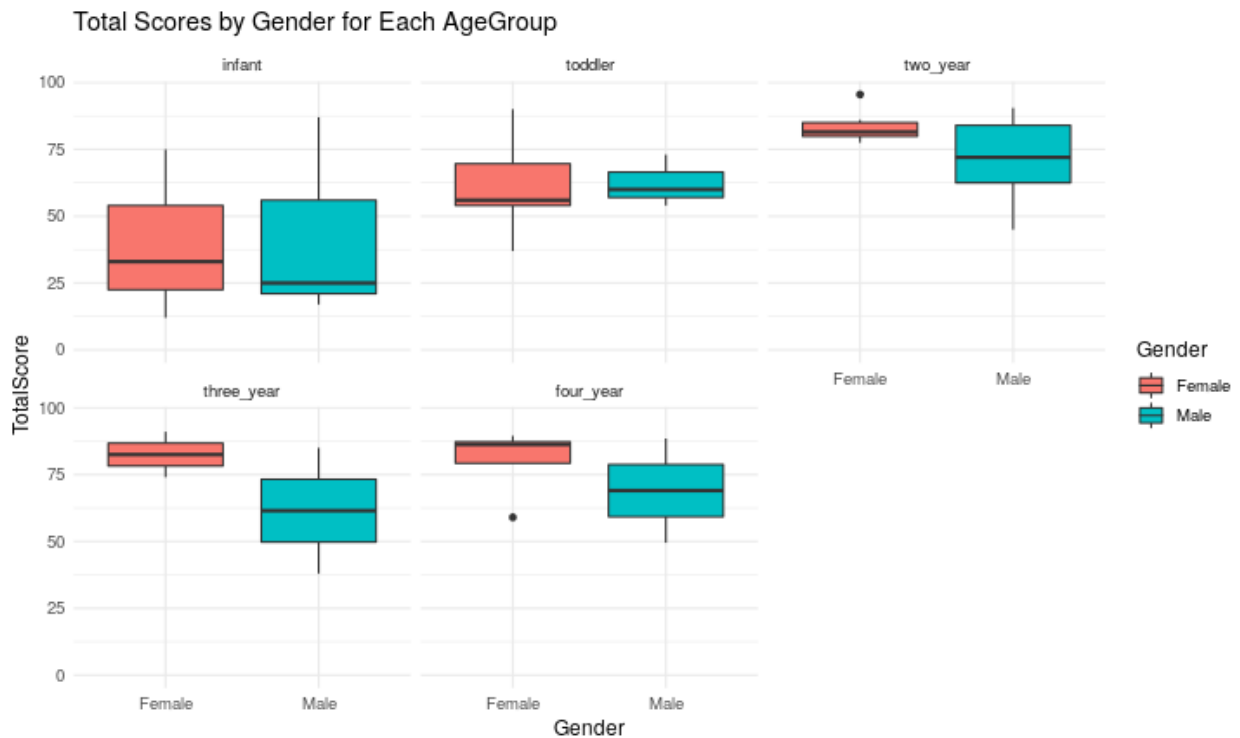 Total Scores by Gender for Each AgeGroup
infant
toddler
two_year
100
75
50
25
0
Female Male
three_year
four_year
100
75
50
25
0
Female Male
Female Male
TotalScore
Gender
Gender
Female
Male